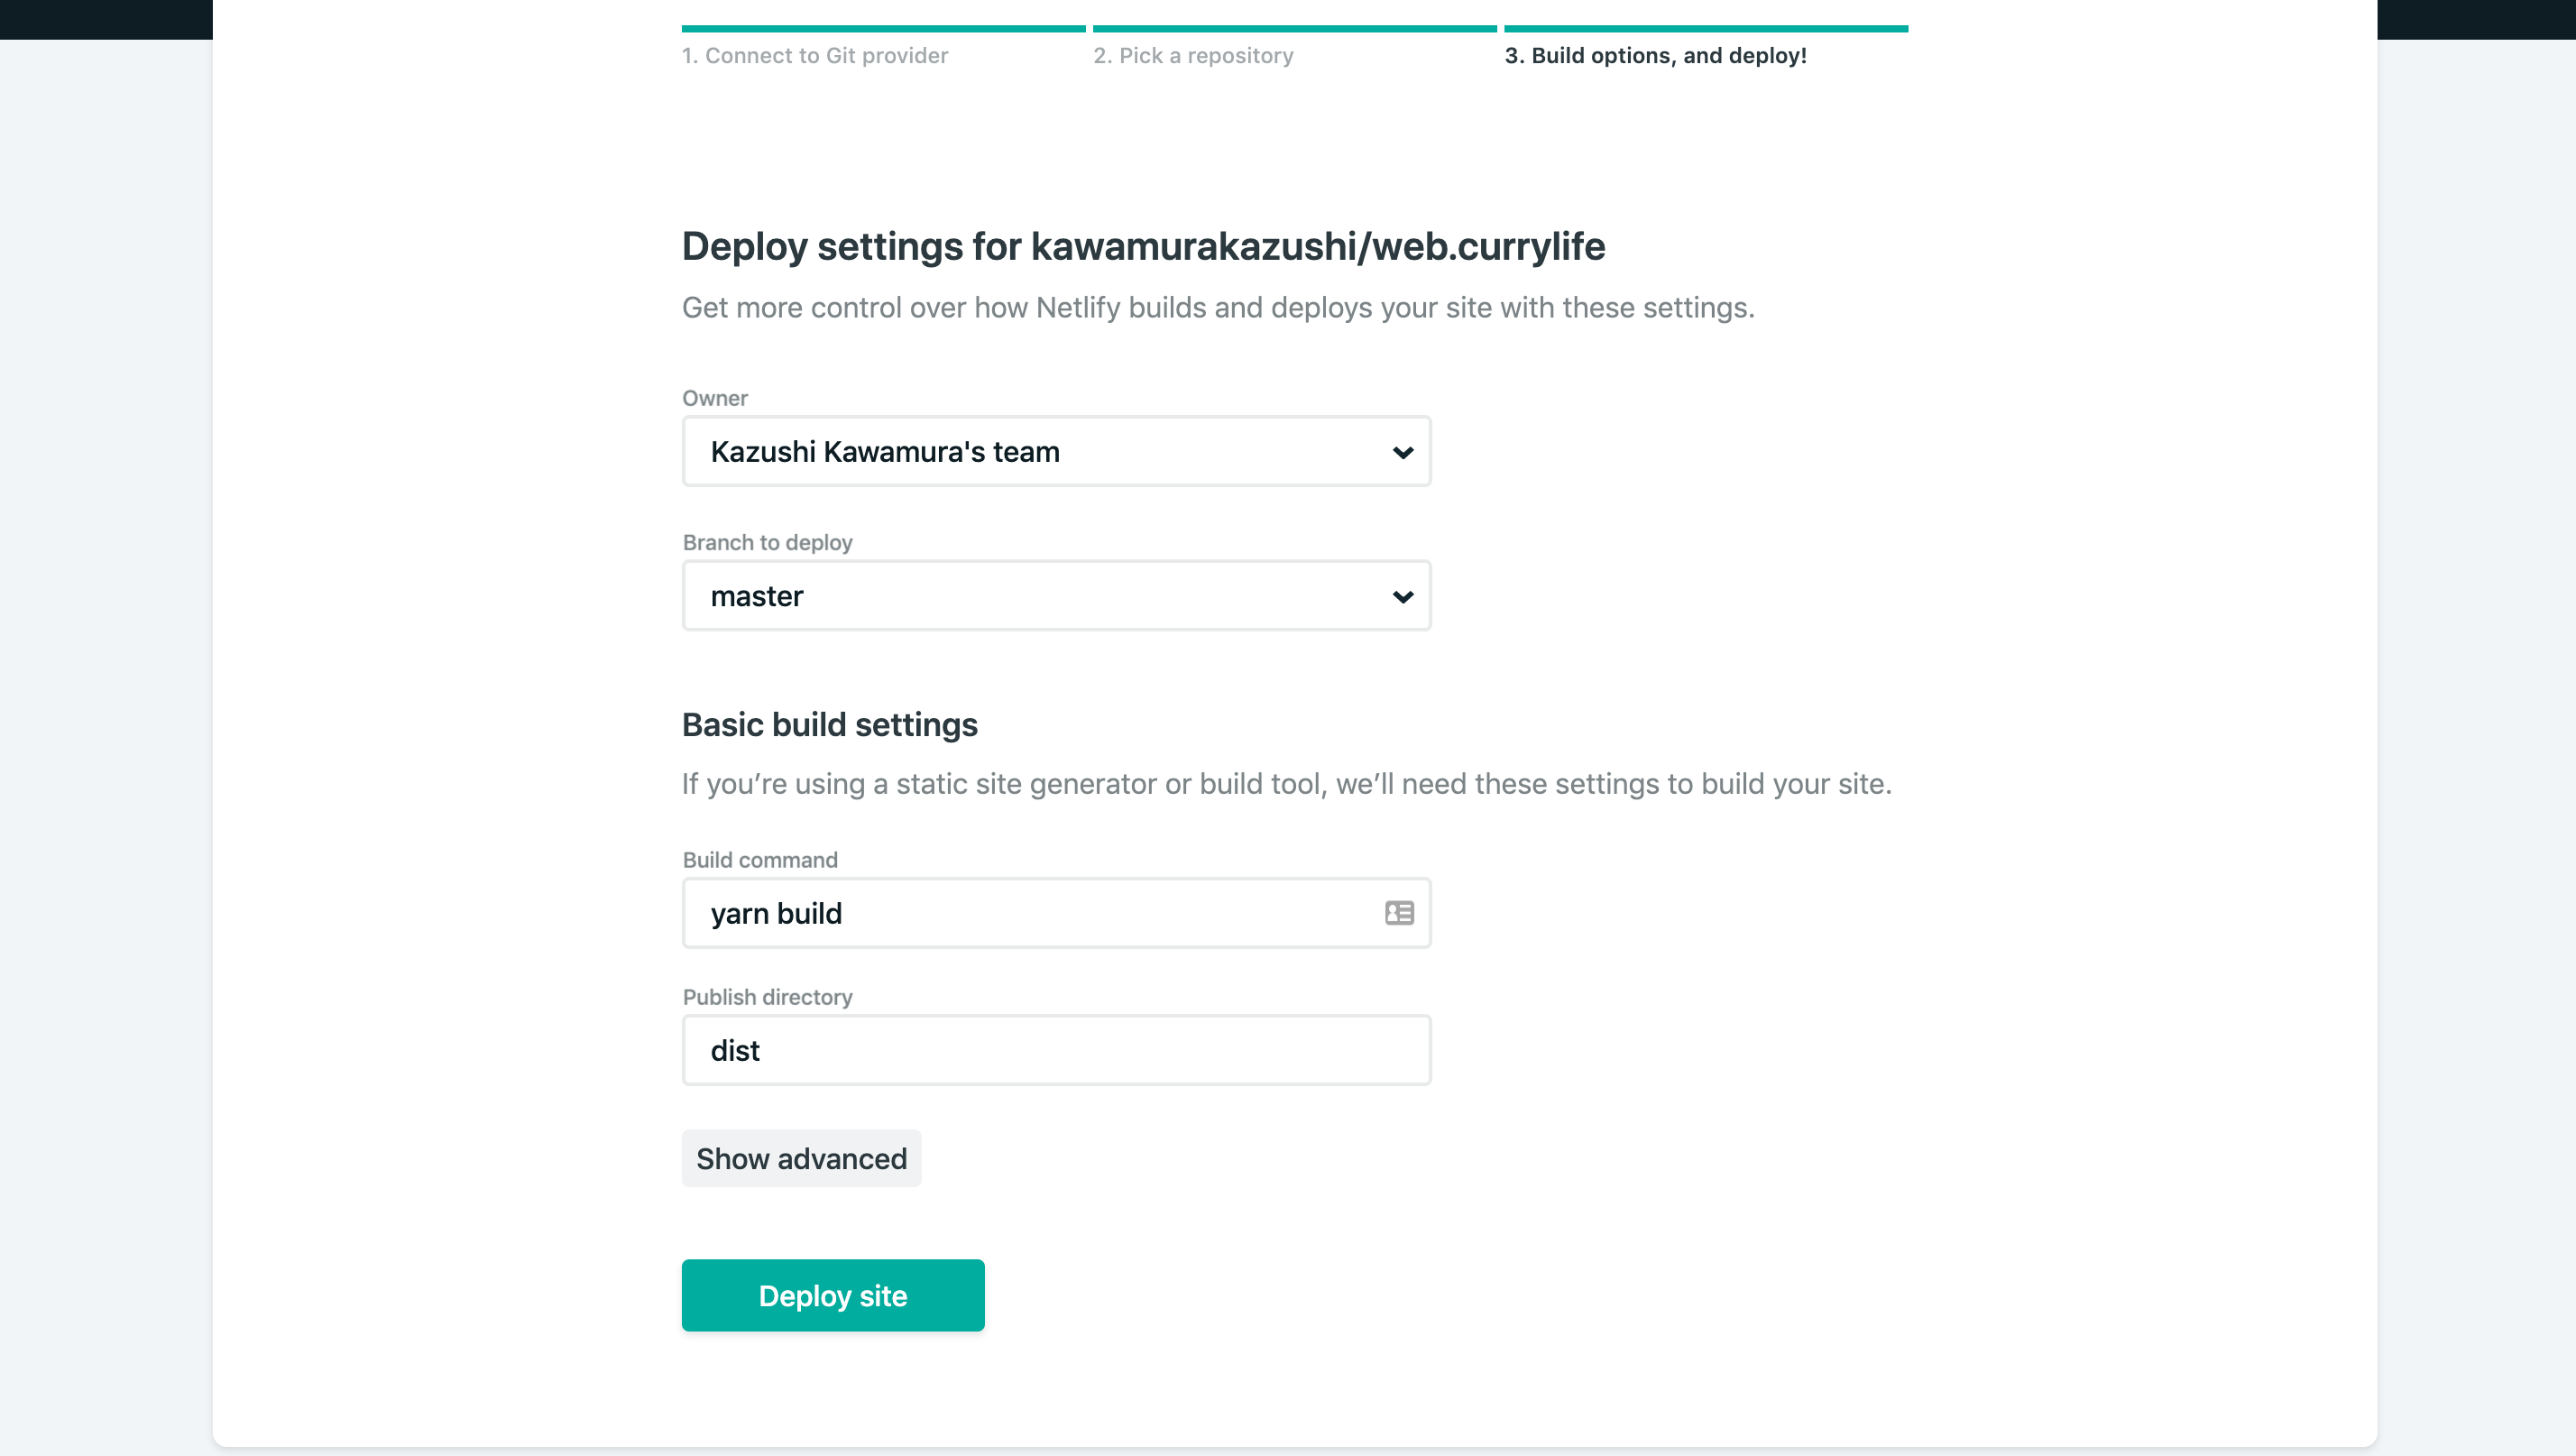 1. Connect to Git provider
2. Pick a repository
3. Build options, and deploy!
Deploy settings for kawamurakazushi/web.currylife
Get more control over how Netlify builds and deploys your site with these settings.
Owner
Kazushi Kawamura's team
Branch to deploy
master
Basic build settings
If you’re using a static site generator or build tool, we’ll need these settings to build your site.
Build command
yarn build
Publish directory
dist
Show advanced
Deploy site